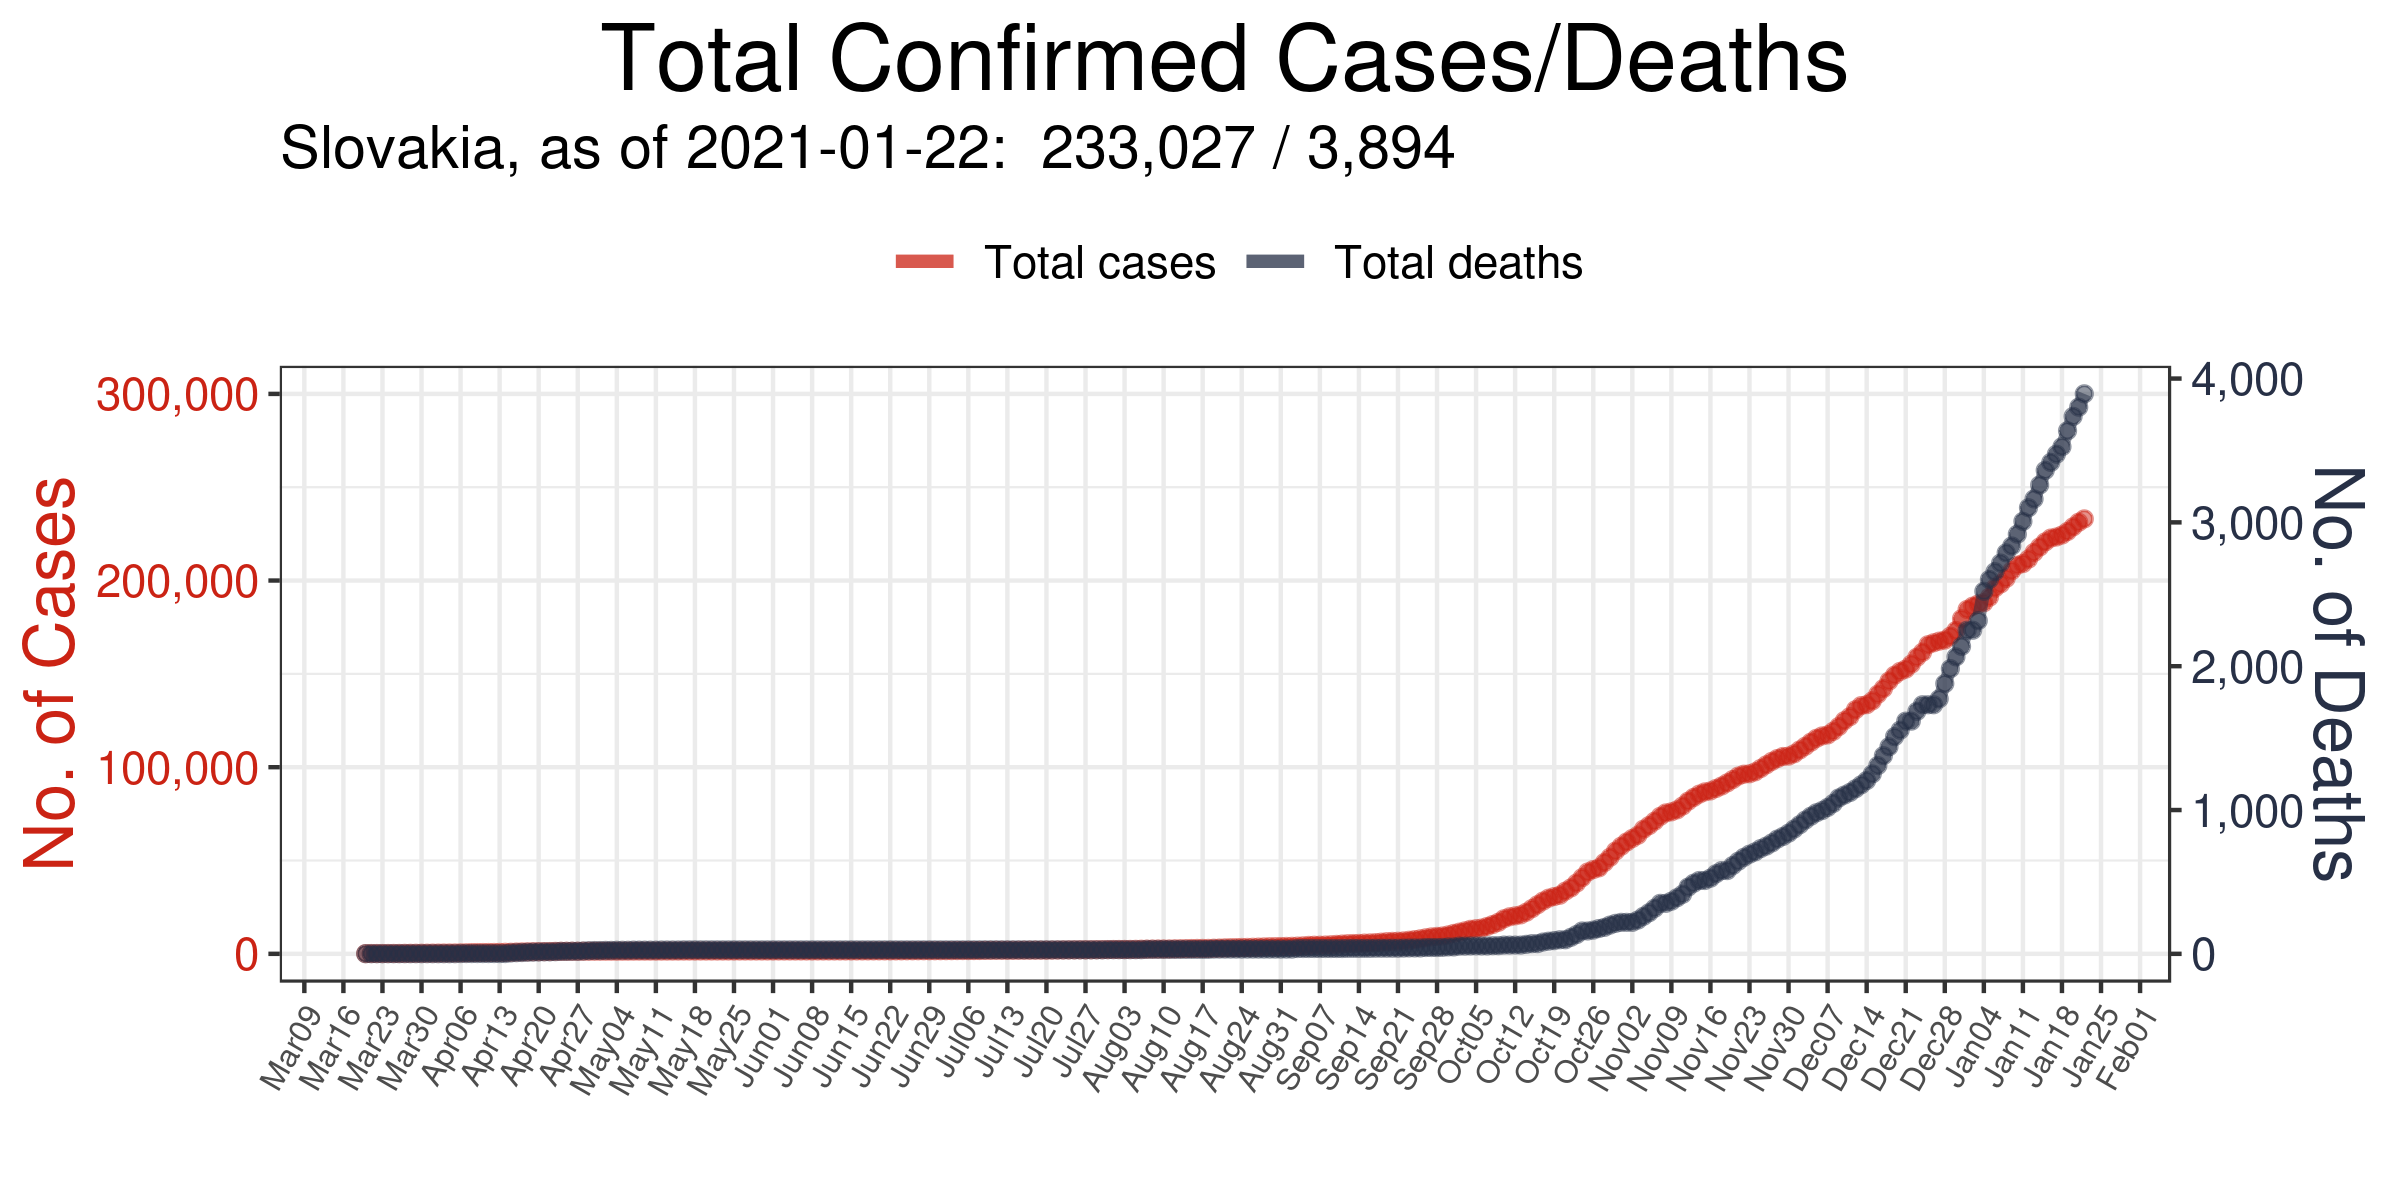 Total Confirmed Cases/Deaths
Slovakia, as of 2021-01-22:  233,027 / 3,894
Total cases
Total deaths
No. of Cases
300,000
200,000
100,000
0
4,000
3,000
2,000
1,000
0
No. of Deaths
Mar09
Mar16
Mar23
Mar30
Apr06
Apr13
Apr20
Apr27
May04
May11
May18
May25
Jun01
Jun08
Jun15
Jun22
Jun29
Jul06
Jul13
Jul20
Jul27
Aug03
Aug10
Aug17
Aug24
Aug31
Sep07
Sep14
Sep21
Sep28
Oct05
Oct12
Oct19
Oct26
Nov02
Nov09
Nov16
Nov23
Nov30
Dec07
Dec14
Dec21
Dec28
Jan04
Jan11
Jan18
Jan25
Feb01